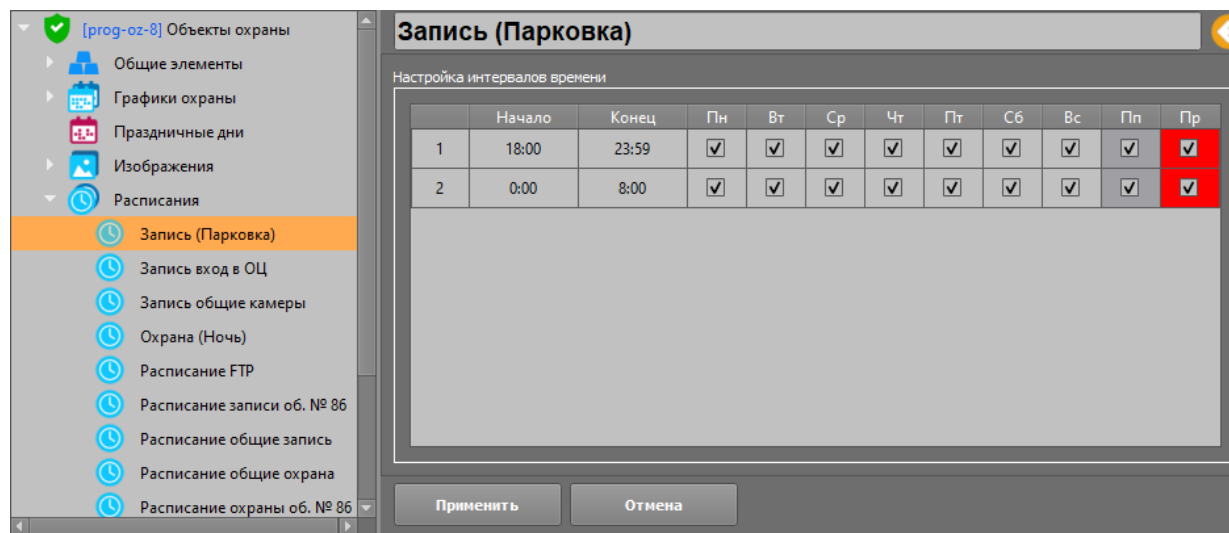 [prog-oz-8] Объекты охраны
Общие элементы
Графики охраны
Праздничные дни
Изображения
Расписания
Запись (Парковка)
Запись вход в ОЦ
Запись общие камеры
Охрана (Ночь)
Расписание FTP
Расписание записи об. № 86
Расписание общие запись
Расписание общие охрана
Расписание охраны об. № 86
Запись (Парковка)
Настройка интервалов времени
Начало Конец Пн Вт Ср Чт Пт Сб Вс Пп Пр
1 18:00 23:59
2 0:00 8:00
Применить Отмена